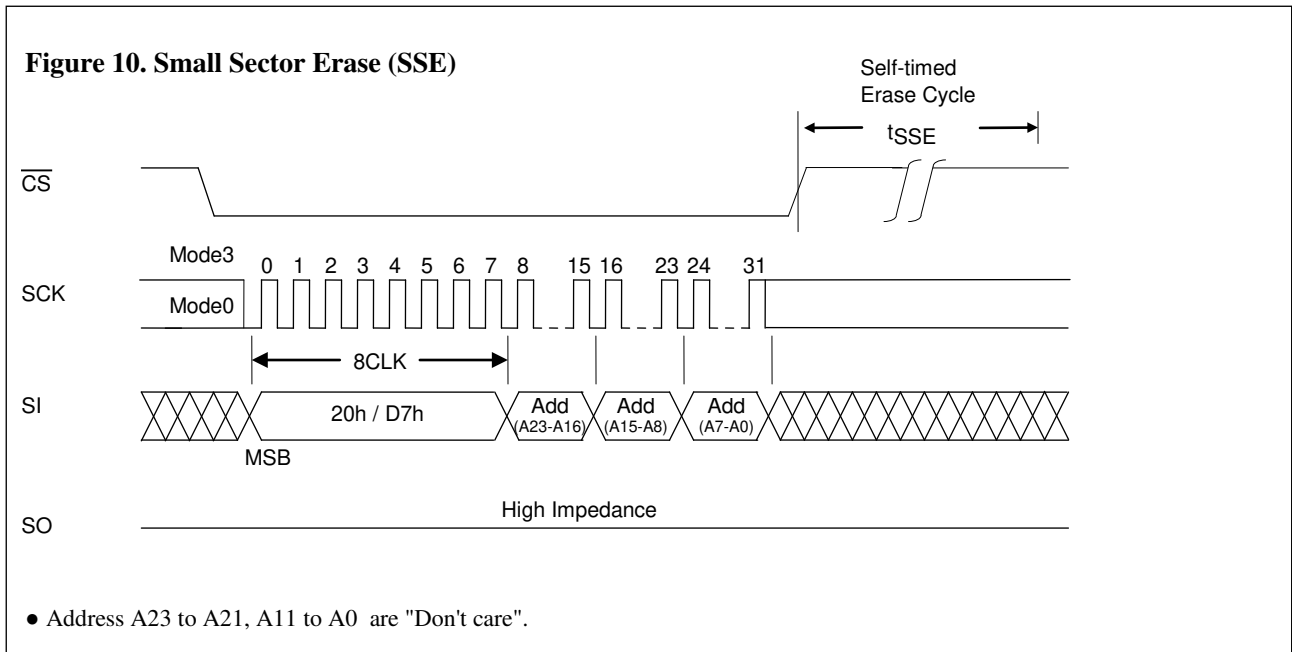 Figure 10. Small Sector Erase (SSE)
Self-timed
Erase Cycle
tSSE
CS
Mode3
0 1 2 3 4 5 6 7 8 15 16 23 24 31
SCK
Mode0
8CLK
SI
20h / D7h
Add
(A23-A16)
Add
(A15-A8)
Add
(A7-A0)
MSB
High Impedance
SO
● Address A23 to A21, A11 to A0 are "Don't care".